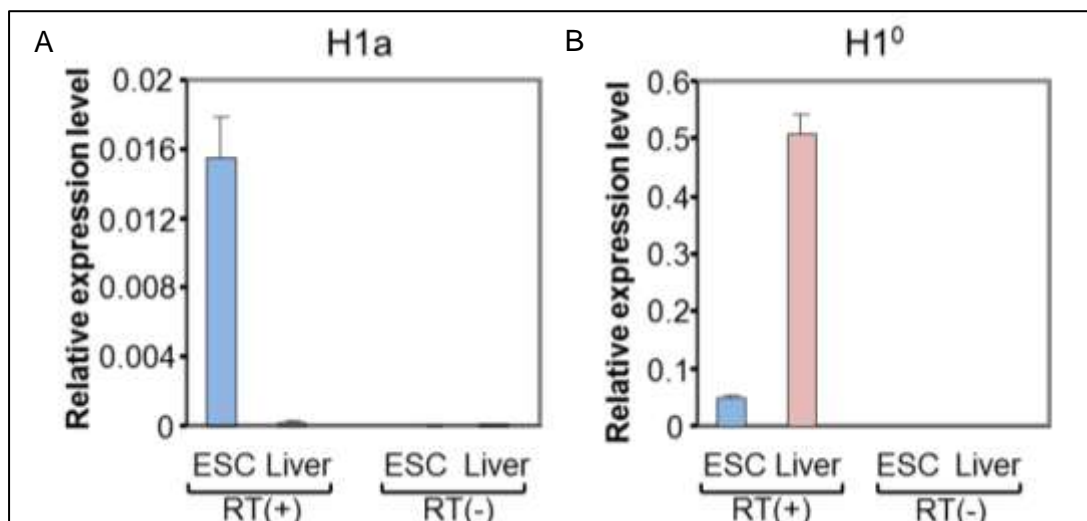 A
H1a
Relative expression level
0.02
0.016
0.012
0.008
0.004
0
ESC Liver
ESC Liver
RT(+)
RT(-)
B
H1⁰
Relative expression level
0.6
0.5
0.4
0.3
0.2
0.1
0
ESC Liver
ESC Liver
RT(+)
RT(-)